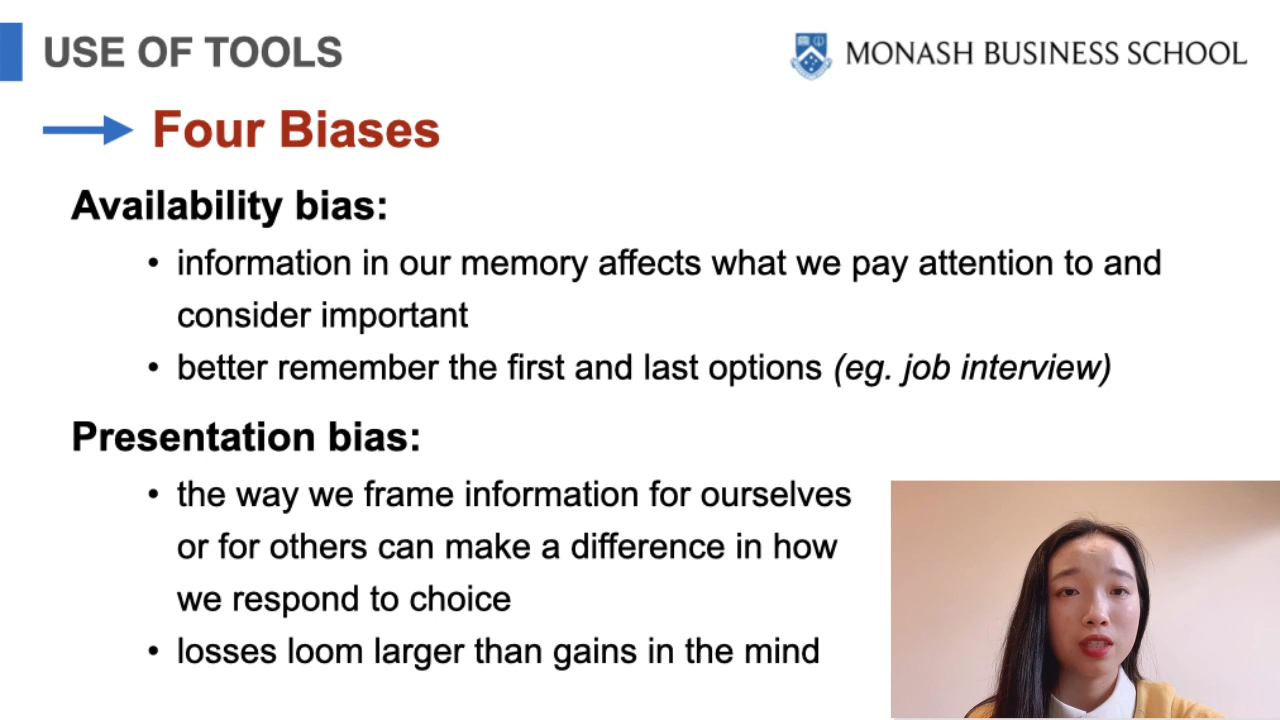 USE OF TOOLS
MONASH BUSINESS SCHOOL
Four Biases
Availability bias:
• information in our memory affects what we pay attention to and
consider important
• better remember the first and last options (eg. job interview)
Presentation bias:
• the way we frame information for ourselves
or for others can make a difference in how
we respond to choice
• losses loom larger than gains in the mind